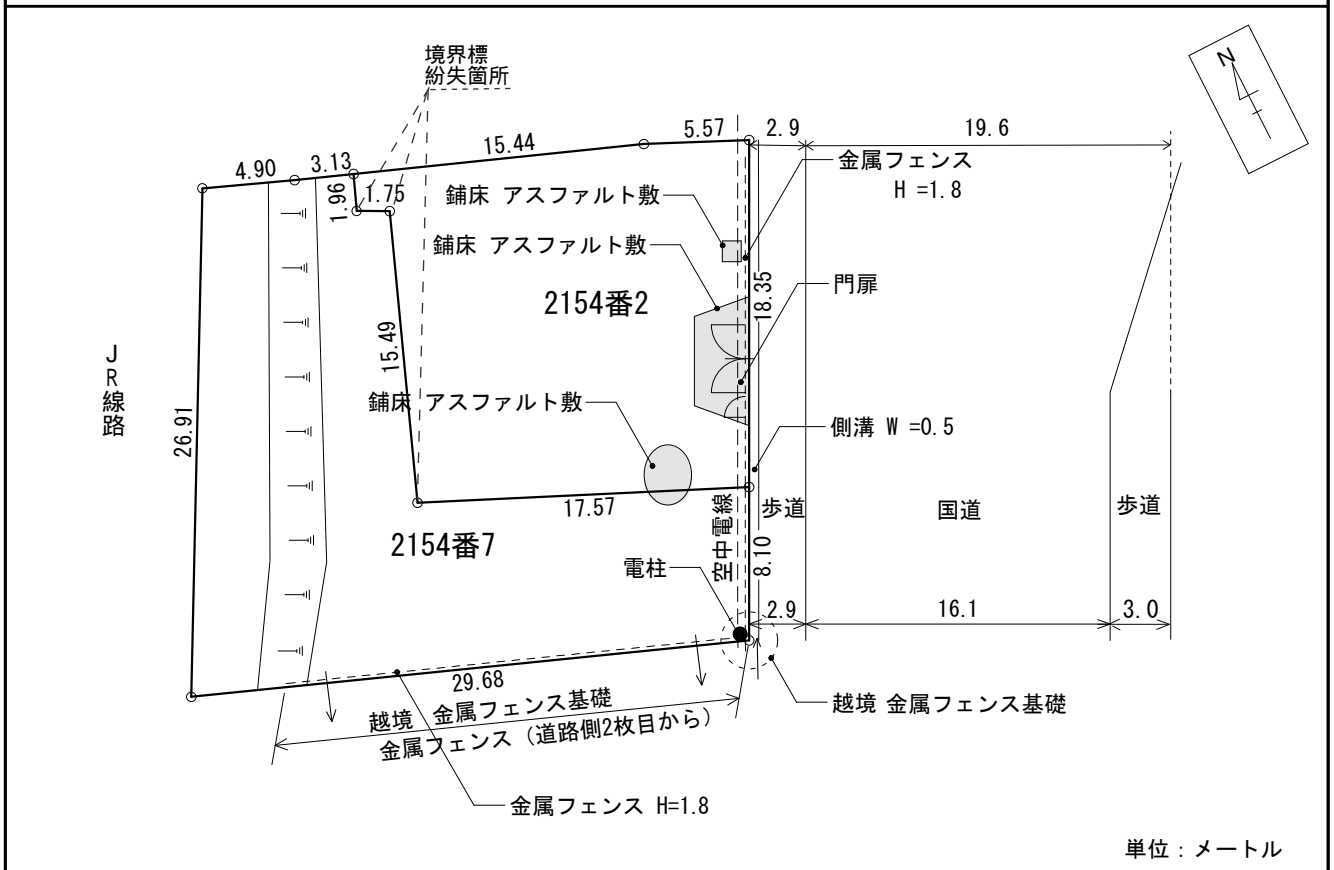 境界標
紛失箇所
N
4.90
3.13
15.44
5.57
2.9
19.6
1.96
1.75
鋪床 アスファルト敷
金属フェンス
H =1.8
鋪床 アスファルト敷
2154番2
門扉
18.35
15.49
JR線路
26.91
鋪床 アスファルト敷
側溝 W =0.5
17.57
空中電線
歩道
国道
歩道
2154番7
電柱
8.10
2.9
16.1
3.0
29.68
越境 金属フェンス基礎
金属フェンス（道路側2枚目から）
越境 金属フェンス基礎
金属フェンス H=1.8
単位：メートル